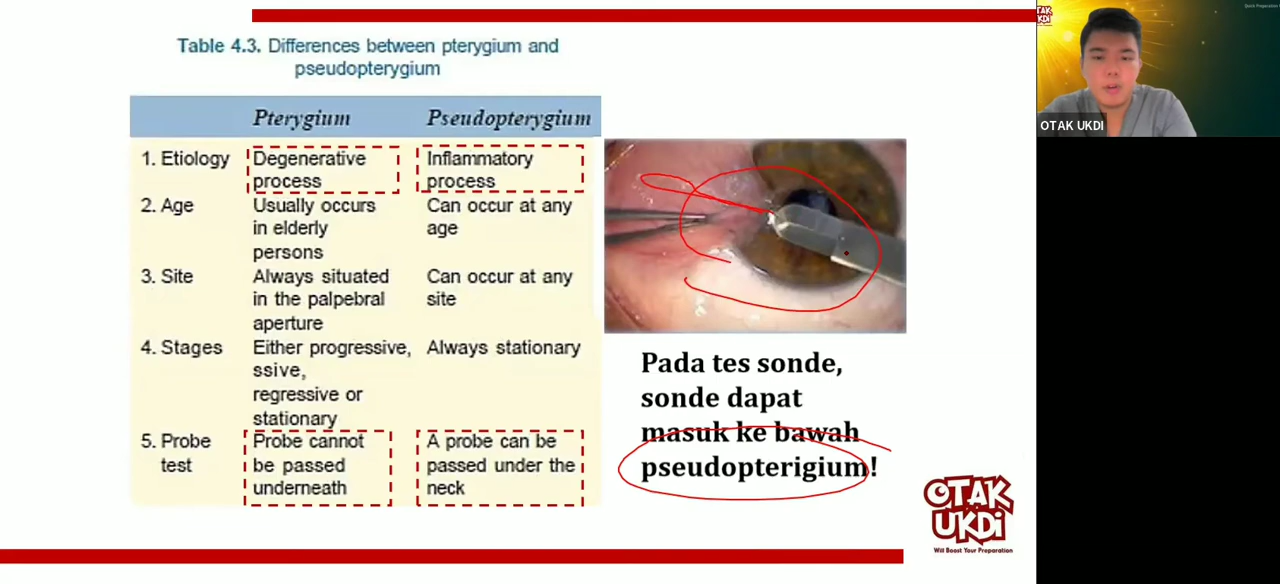 Table 4.3. Differences between pterygium and
pseudopterygium
Pterygium Pseudopterygium
1. Etiology Degenerative Inflammatory
process process
2. Age Usually occurs Can occur at any
in elderly age
persons
3. Site Always situated Can occur at any
in the palpebral site
aperture
4. Stages Either progressive, Always stationary
ssive,
regressive or
stationary
5. Probe Probe cannot A probe can be
test be passed passed under the
underneath neck
Pada tes sonde,
sonde dapat
masuk ke bawah
pseudopterigium!
OTAK
UKDi
Will Boost Your Preparation
TAK
UKDI
OTAK UKDI